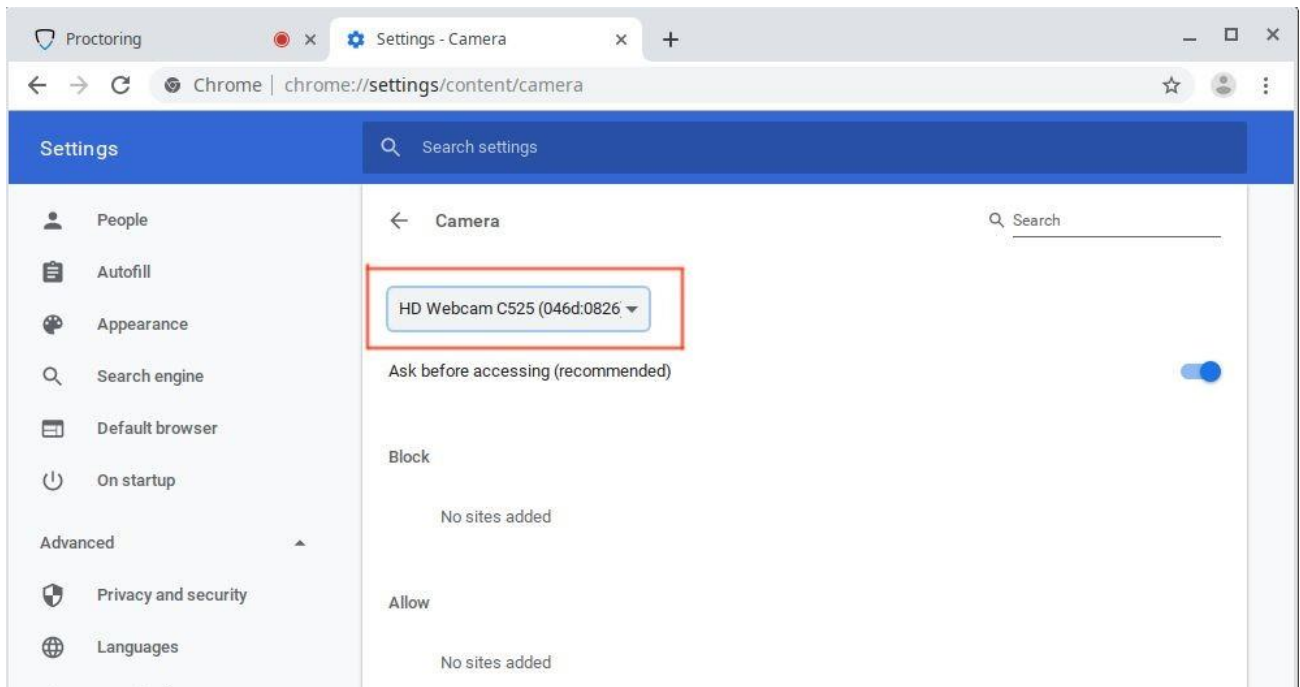 Proctoring
Settings - Camera
Chrome | chrome://settings/content/camera
Settings
Search settings
People
Autofill
Appearance
Search engine
Default browser
On startup
Advanced
Privacy and security
Languages
Camera
Search
HD Webcam C525 (046d:0826
Ask before accessing (recommended)
Block
No sites added
Allow
No sites added